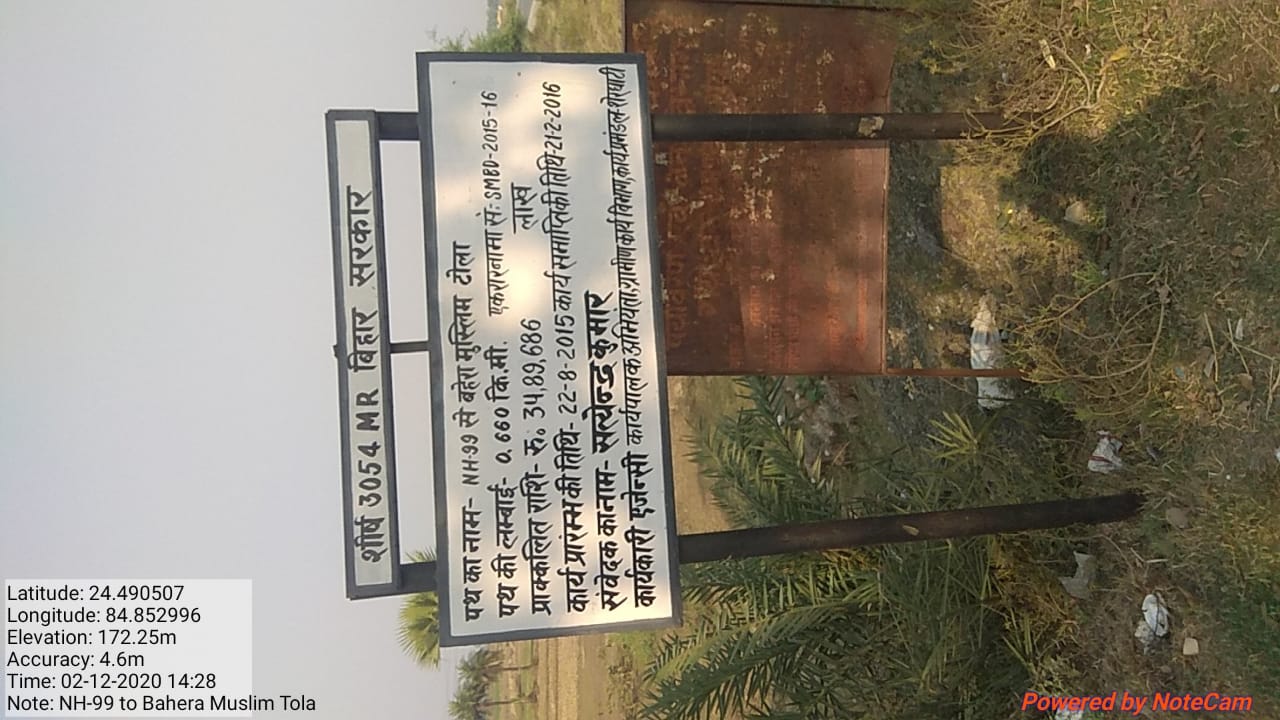 शीर्ष 3054 MR बिहार सरकार
पथ का नाम- NH-99 से बहेरा मुस्लिम टोला
पथ की लम्बाई- 0.660 कि.मी. एकरारनामा सं:-SMBD-2015-16
प्राक्कलित राशि- रु० 34,89,686 लाख
कार्य प्रारंम्भ की तिथि- 22-8-2015 कार्य समाप्ति की तिथि-21-2-2016
संवेदक का नाम- सत्येन्द्र कुमार
कार्यकारी एजेन्सी कार्यपालक अभियंता, ग्रामीण कार्य विभाग, कार्य प्रमंडल-शेरघाटी
Latitude: 24.490507
Longitude: 84.852996
Elevation: 172.25m
Accuracy: 4.6m
Time: 02-12-2020 14:28
Note: NH-99 to Bahera Muslim Tola
Powered by NoteCam